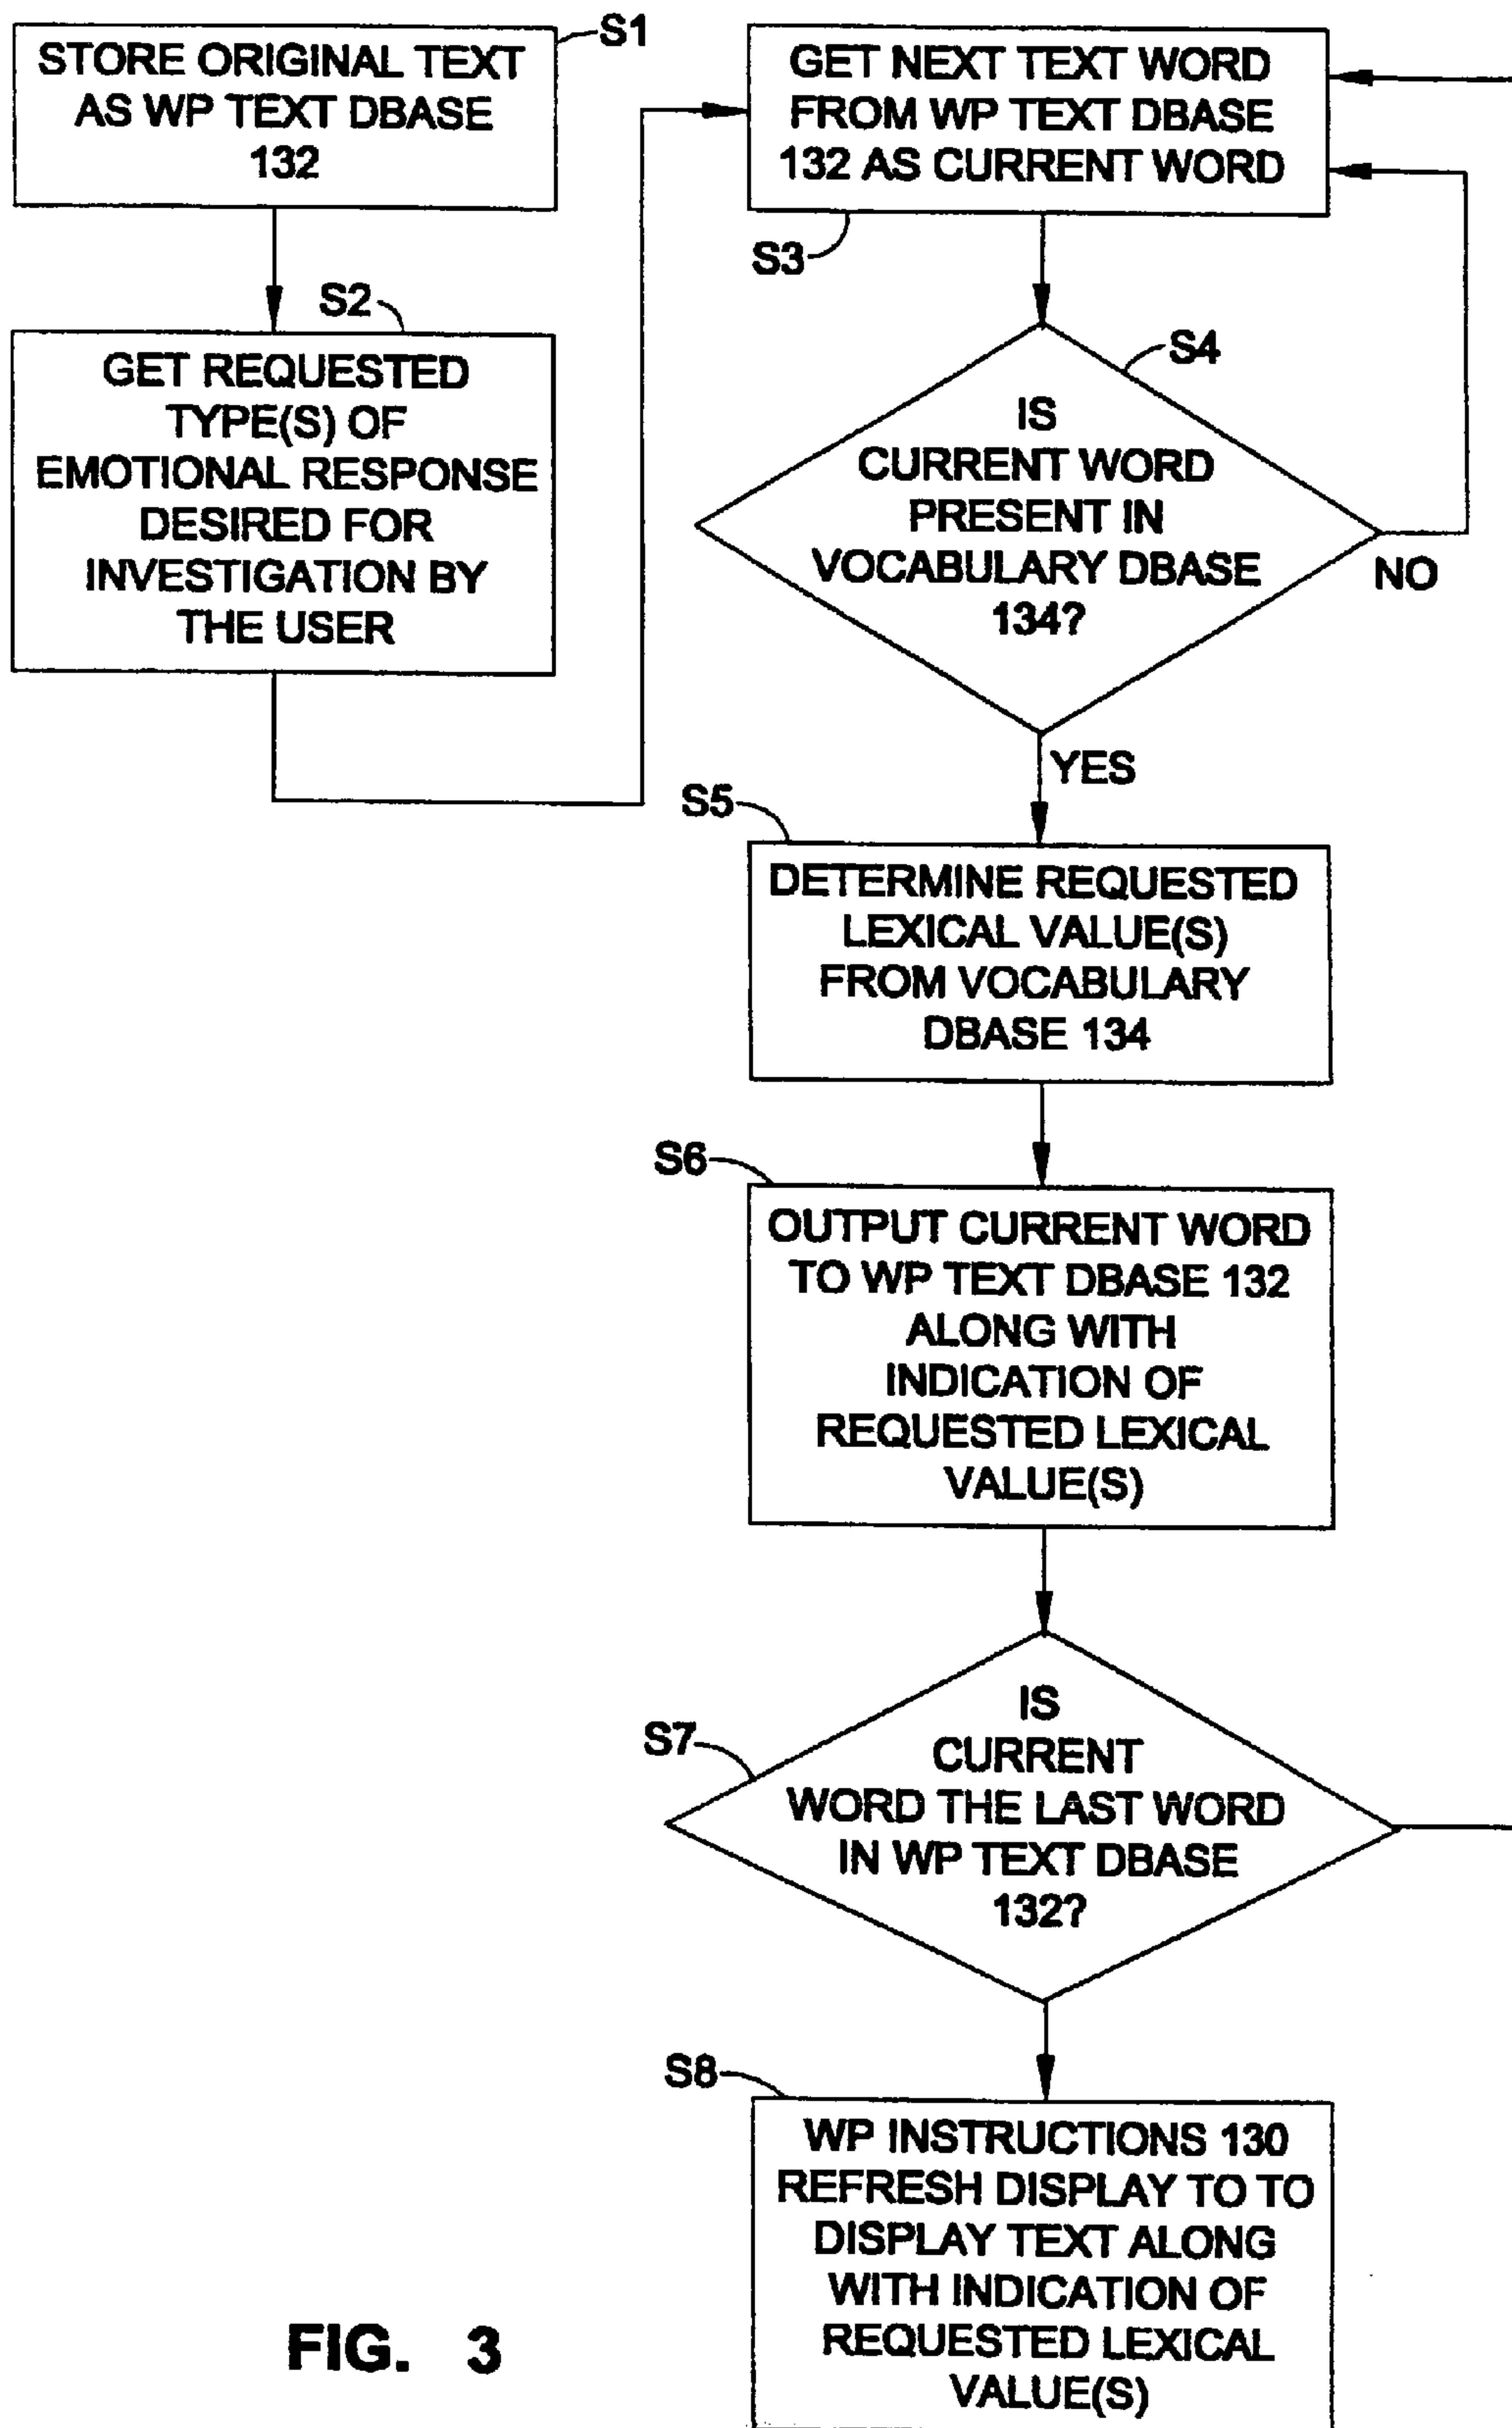 S1
STORE ORIGINAL TEXT
AS WP TEXT DBASE
132
S2
GET REQUESTED
TYPE(S) OF
EMOTIONAL RESPONSE
DESIRED FOR
INVESTIGATION BY
THE USER
GET NEXT TEXT WORD
FROM WP TEXT DBASE
132 AS CURRENT WORD
S3
S4
IS
CURRENT WORD
PRESENT IN
VOCABULARY DBASE
134?
NO
YES
S5
DETERMINE REQUESTED
LEXICAL VALUE(S)
FROM VOCABULARY
DBASE 134
S6
OUTPUT CURRENT WORD
TO WP TEXT DBASE 132
ALONG WITH
INDICATION OF
REQUESTED LEXICAL
VALUE(S)
S7
IS
CURRENT
WORD THE LAST WORD
IN WP TEXT DBASE
132?
S8
WP INSTRUCTIONS 130
REFRESH DISPLAY TO TO
DISPLAY TEXT ALONG
WITH INDICATION OF
REQUESTED LEXICAL
VALUE(S)
FIG. 3